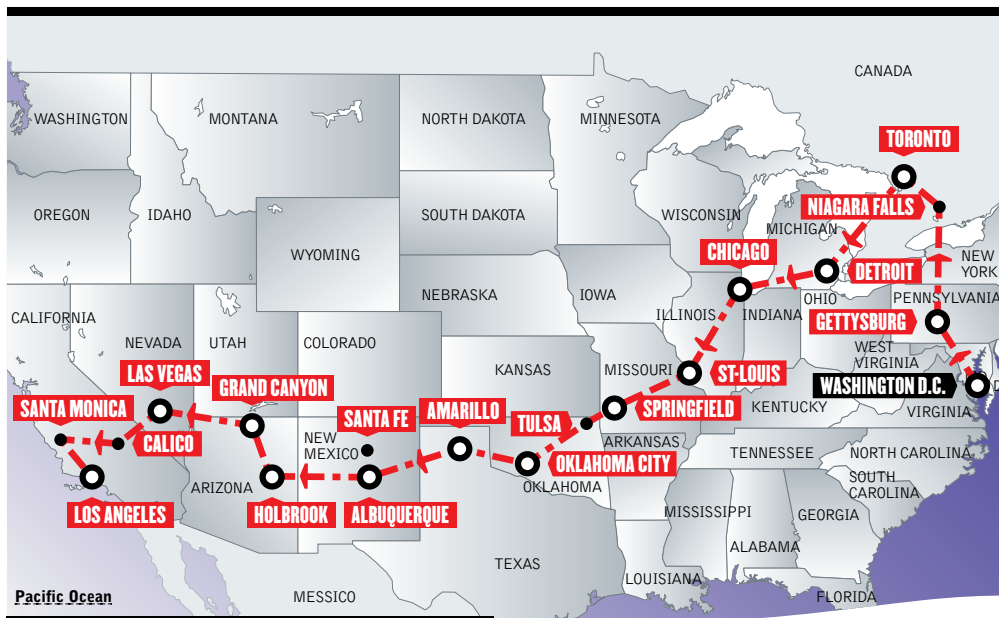 CANADA
WASHINGTON
MONTANA
NORTH DAKOTA
MINNESOTA
TORONTO
OREGON
IDAHO
SOUTH DAKOTA
WISCONSIN
NIAGARA FALLS
MICHIGAN
WYOMING
CHICAGO
DETROIT
NEW
YORK
NEBRASKA
IOWA
OHIO
PENNSYLVANIA
CALIFORNIA
ILLINOIS
INDIANA
GETTYSBURG
NEVADA
UTAH
COLORADO
WEST
VIRGINIA
KANSAS
MISSOURI
ST-LOUIS
LAS VEGAS
GRAND CANYON
WASHINGTON D.C.
D
SANTA MONICA
SANTA FE
AMARILLO
TULSA
SPRINGFIELD
KENTUCKY
VIRGINIA
CALICO
NEW
MEXICO
ARKANSAS
TENNESSEE
NORTH CAROLINA
OKLAHOMA CITY
ARIZONA
OKLAHOMA
SOUTH
CAROLINA
LOS ANGELES
HOLBROOK
ALBUQUERQUE
MISSISSIPPI
GEORGIA
ALABAMA
TEXAS
LOUISIANA
Pacific Ocean
MESSICO
FLORIDA